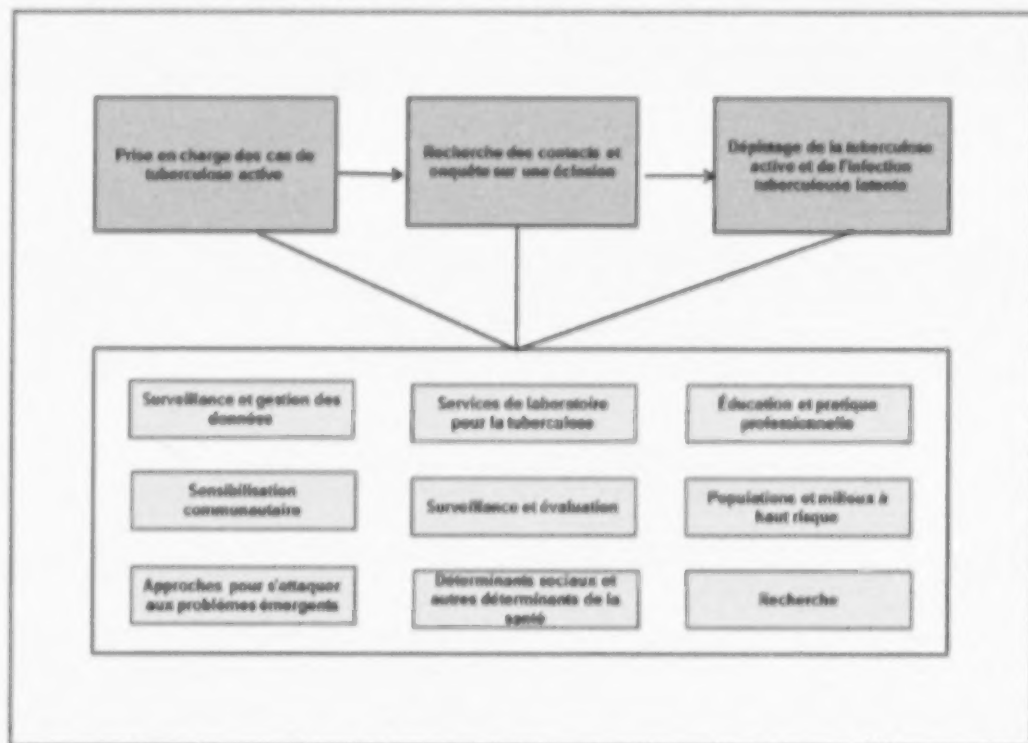 Prise en charge des cas de
tuberculose active
Recherche des contacts et
enquête sur une éclosion
Dépistage de la tuberculose
active et de l'infection
tuberculeuse latente
Surveillance et gestion des
données
Services de laboratoire
pour la tuberculose
Éducation et pratique
professionnelle
Sensibilisation
communautaire
Surveillance et évaluation
Populations et milieux à
haut risque
Approches pour s'attaquer
aux problèmes émergents
Déterminants sociaux et
autres déterminants de la
santé
Recherche